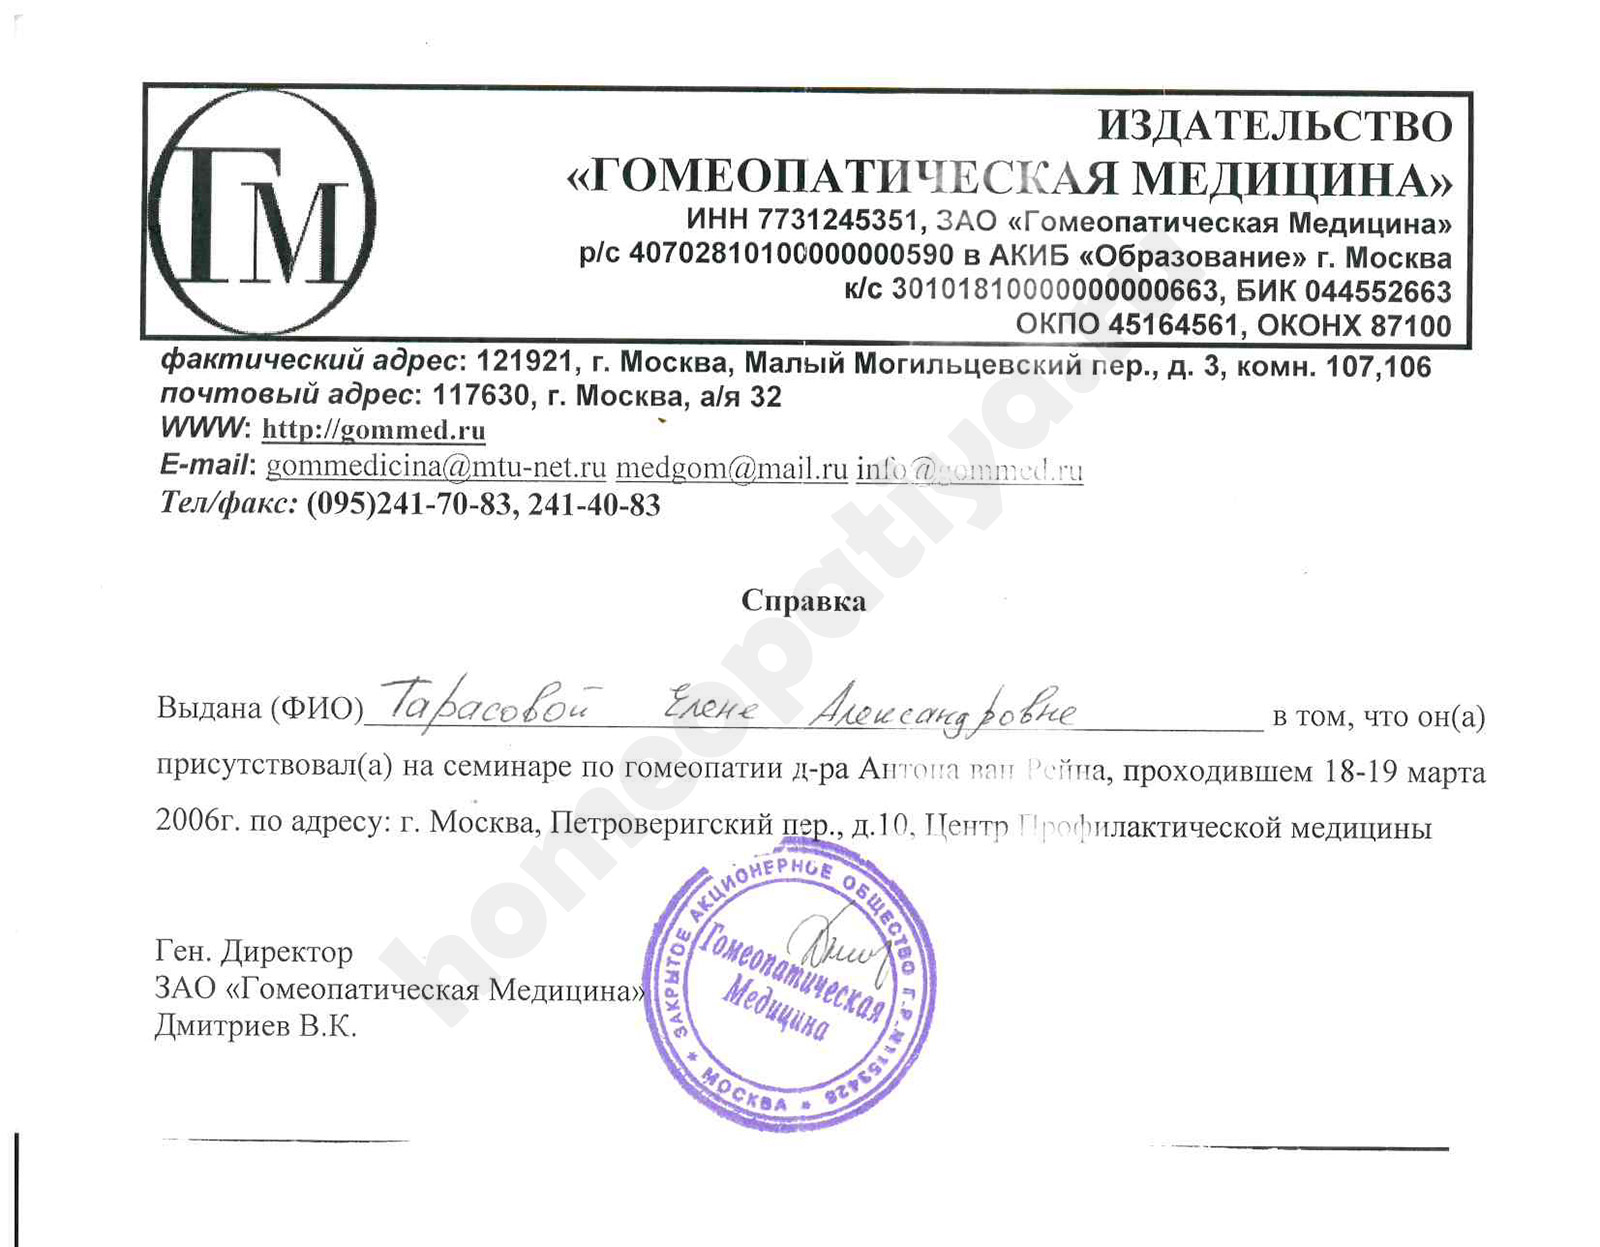 ГМ
ИЗДАТЕЛЬСТВО
«ГОМЕОПАТИЧЕСКАЯ МЕДИЦИНА»
ИНН 7731245351, ЗАО «Гомеопатическая Медицина»
р/с 40702810100000000590 в АКИБ «Образование» г. Москва
к/с 30101810000000000663, БИК 044552663
ОКПО 45164561, ОКОНХ 87100
фактический адрес: 121921, г. Москва, Малый Могильцевский пер., д. 3, комн. 107,106
почтовый адрес: 117630, г. Москва, а/я 32
WWW: http://gommed.ru
E-mail: gommedicina@mtu-net.ru medgom@mail.ru info@gommed.ru
Тел/факс: (095)241-70-83, 241-40-83
Справка
Выдана (ФИО) Тарасовой Елене Александровне в том, что он(а)
присутствовал(а) на семинаре по гомеопатии д-ра Антона ван Рейна, проходившем 18-19 марта
2006г. по адресу: г. Москва, Петроверигский пер., д.10, Центр Профилактической медицины
Ген. Директор
ЗАО «Гомеопатическая Медицина»
Дмитриев В.К.
ЗАКРЫТОЕ АКЦИОНЕРНОЕ ОБЩЕСТВО Г.Р.№1153426
Гомеопатическая
Медицина
* МОСКВА *
homeopatiya.ru